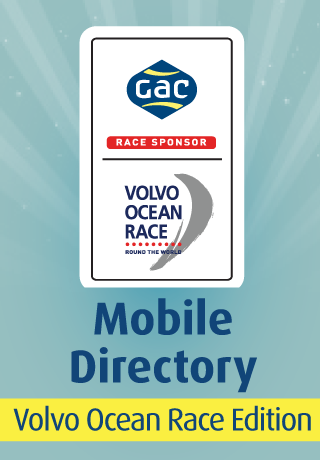 GAC
RACE SPONSOR
VOLVO
OCEAN
RACE
ROUND THE WORLD
Mobile
Directory
Volvo Ocean Race Edition